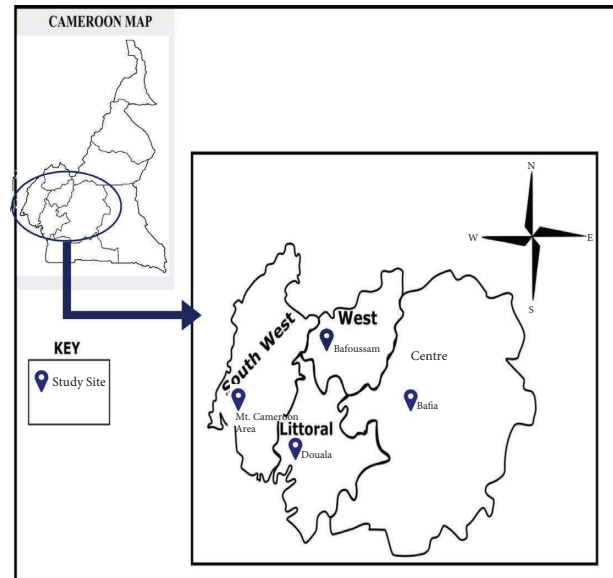 CAMEROON MAP
N
W
E
S
KEY
Study Site
South West
West
Bafoussam
Centre
Mt. Cameroon
Area
Bafia
Littoral
Douala